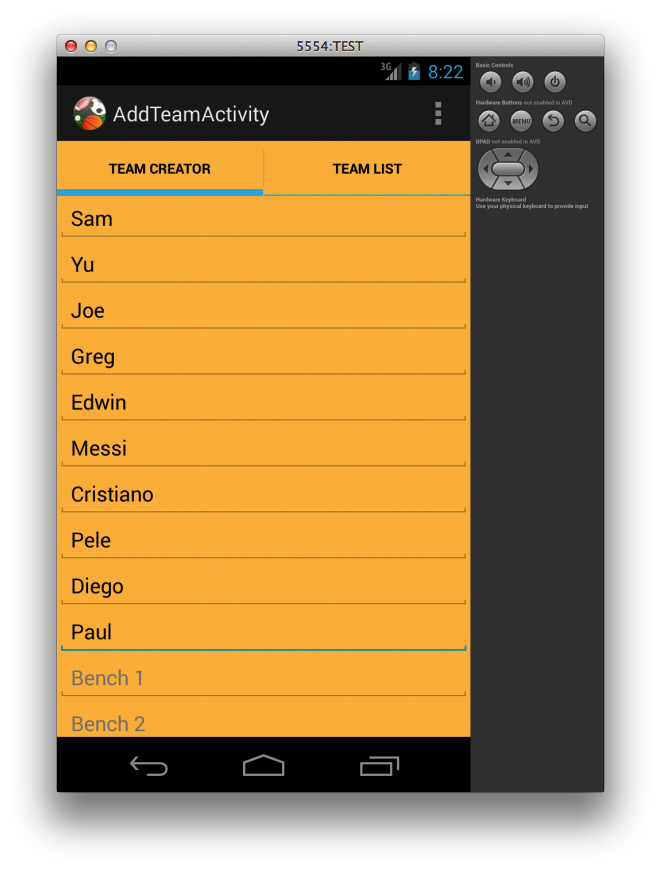 5554:TEST
3G 8:22
AddTeamActivity
TEAM CREATOR TEAM LIST
Sam
Yu
Joe
Greg
Edwin
Messi
Cristiano
Pele
Diego
Paul
Bench 1
Bench 2
Basic Controls
Hardware Buttons not enabled in AVD
MENU
DPAD not enabled in AVD
Hardware Keyboard
Use your physical keyboard to provide input